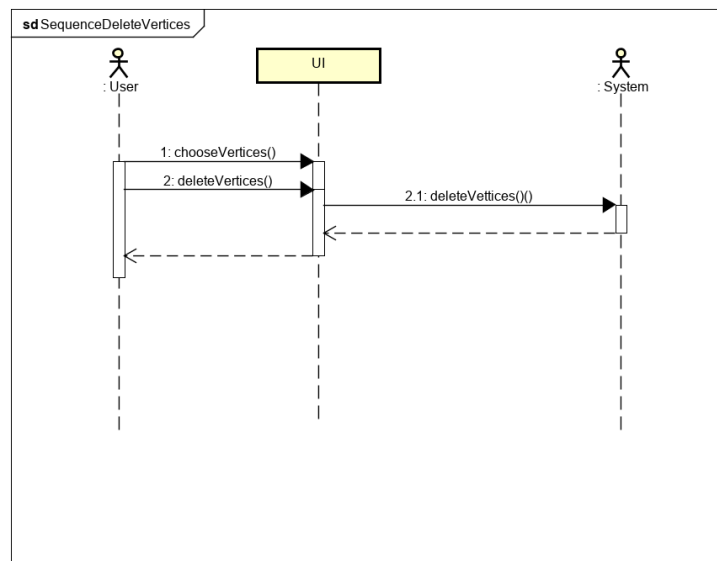 sd SequenceDeleteVertices
: User
UI
: System
1: chooseVertices()
2: deleteVertices()
2.1: deleteVettices()()